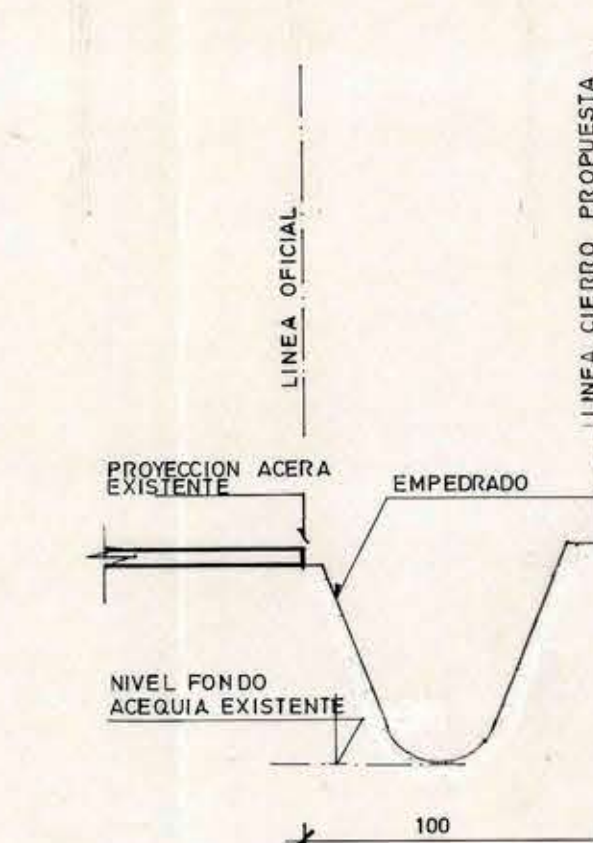 LINEA OFICIAL
LINEA CIERRO PROPUESTA
PROYECCION ACERA
EXISTENTE
EMPEDRADO
NIVEL FONDO
ACEQUIA EXISTENTE
100